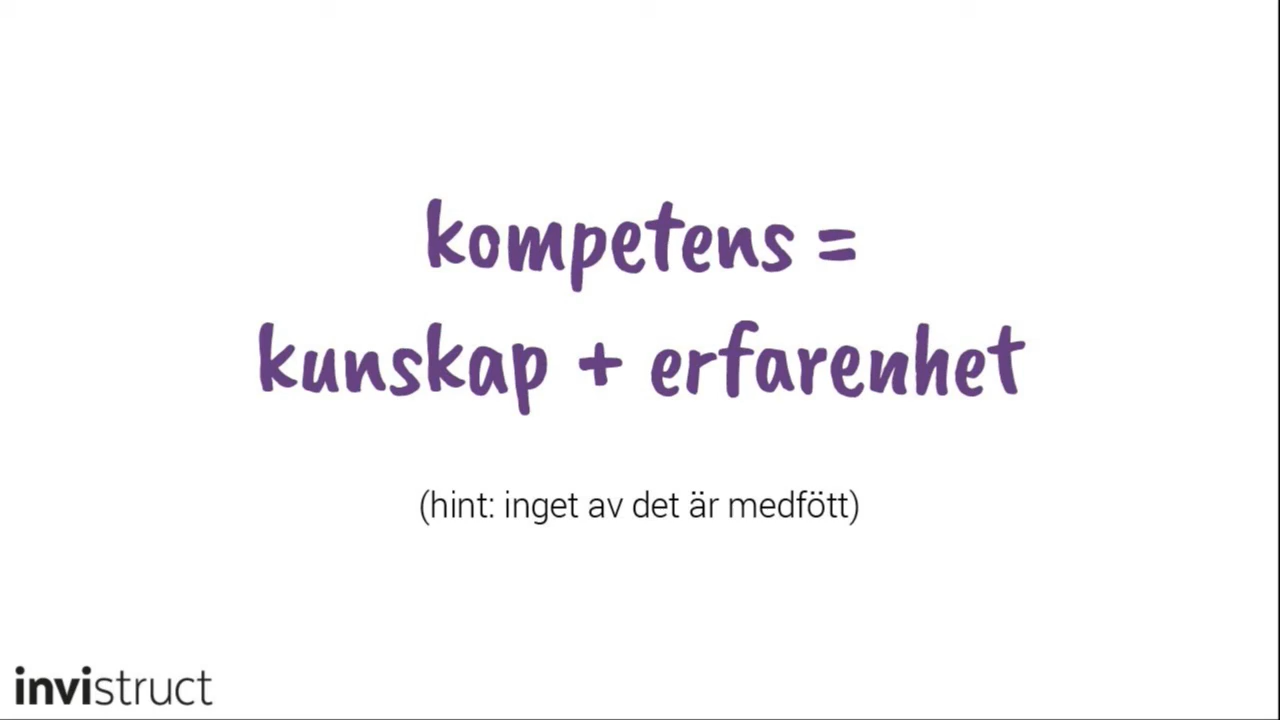 kompetens =
kunskap + erfarenhet
(hint: inget av det är medfött)
invistruct